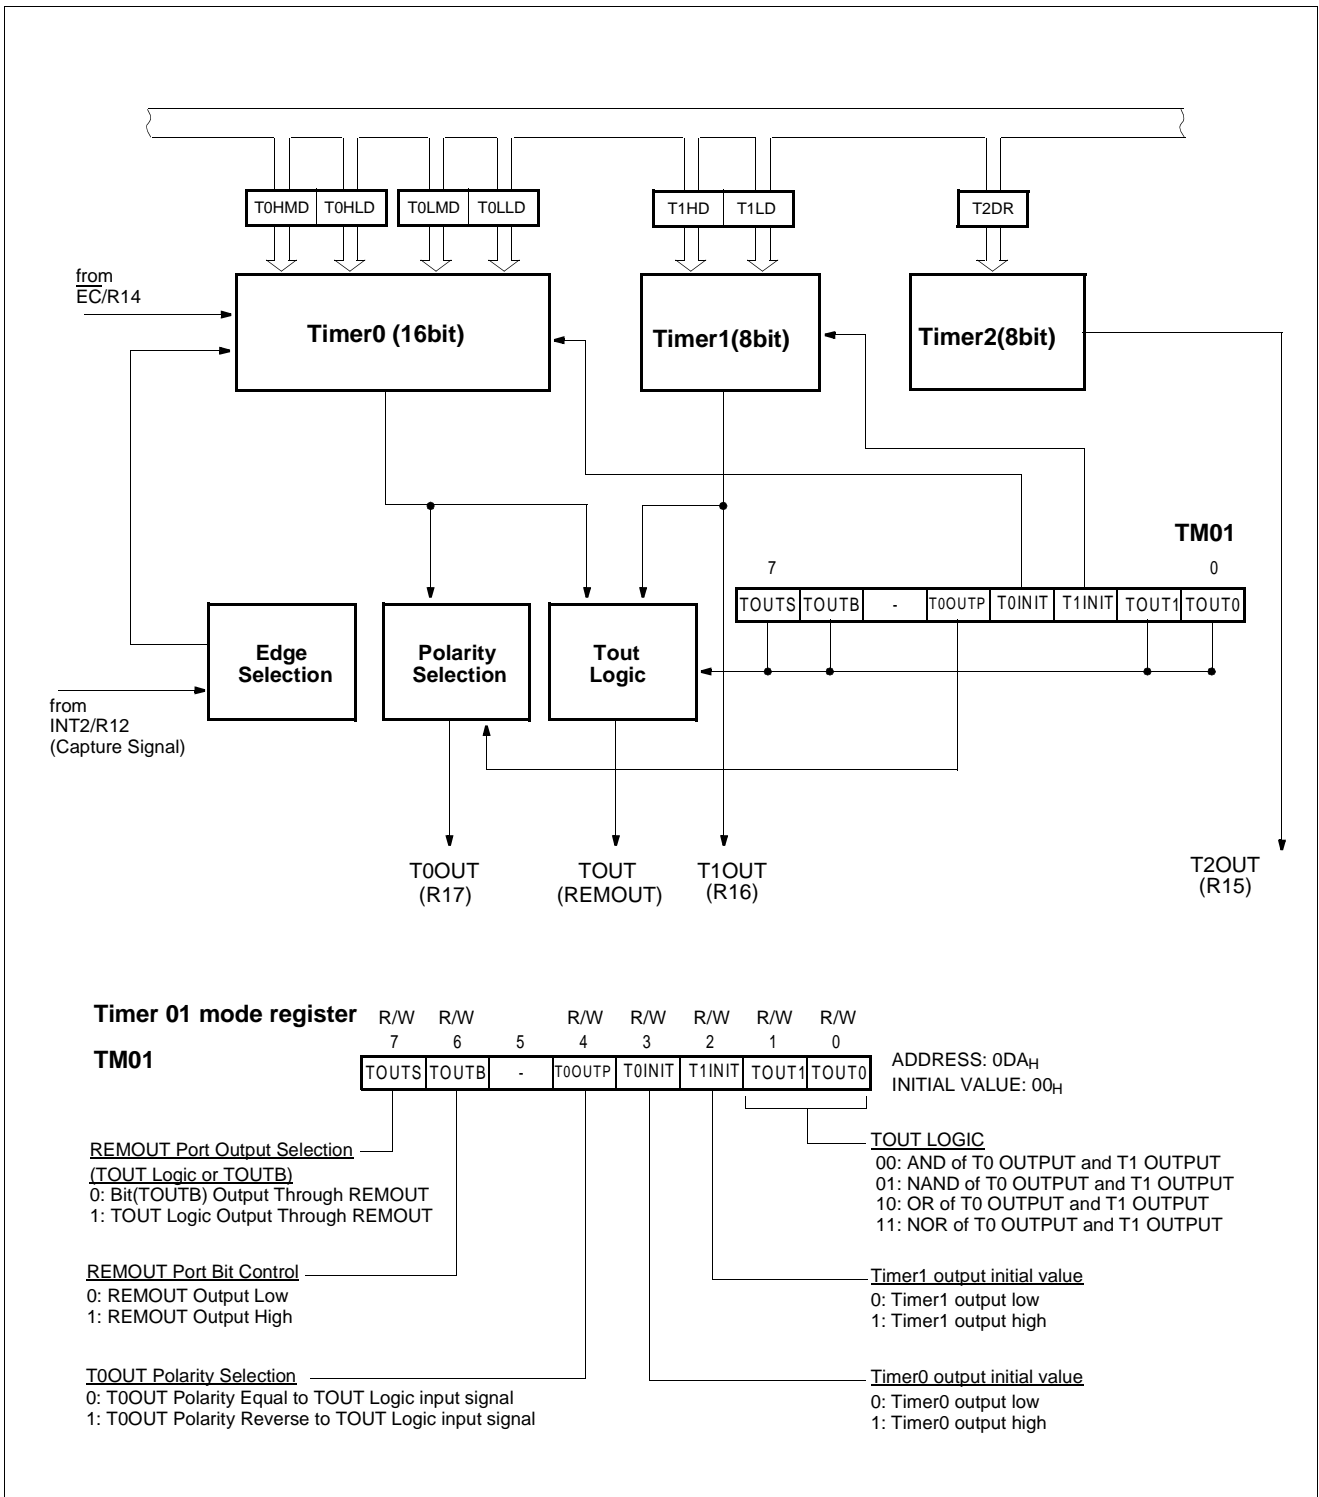 T0HMD T0HLD T0LMD T0LLD T1HD T1LD T2DR
from
EC/R14
Timer0 (16bit)
Timer1(8bit)
Timer2(8bit)
TM01
7 0
TOUTS TOUTB - T0OUTP T0INIT T1INIT TOUT1 TOUT0
Edge
Selection
Polarity
Selection
Tout
Logic
from
INT2/R12
(Capture Signal)
T0OUT
(R17)
TOUT
(REMOUT)
T1OUT
(R16)
T2OUT
(R15)
Timer 01 mode register
TM01
R/W R/W R/W R/W R/W R/W R/W
7 6 5 4 3 2 1 0
TOUTS TOUTB - T0OUTP T0INIT T1INIT TOUT1 TOUT0
ADDRESS: 0DAH
INITIAL VALUE: 00H
REMOUT Port Output Selection
(TOUT Logic or TOUTB)
0: Bit(TOUTB) Output Through REMOUT
1: TOUT Logic Output Through REMOUT
TOUT LOGIC
00: AND of T0 OUTPUT and T1 OUTPUT
01: NAND of T0 OUTPUT and T1 OUTPUT
10: OR of T0 OUTPUT and T1 OUTPUT
11: NOR of T0 OUTPUT and T1 OUTPUT
REMOUT Port Bit Control
0: REMOUT Output Low
1: REMOUT Output High
Timer1 output initial value
0: Timer1 output low
1: Timer1 output high
T0OUT Polarity Selection
0: T0OUT Polarity Equal to TOUT Logic input signal
1: T0OUT Polarity Reverse to TOUT Logic input signal
Timer0 output initial value
0: Timer0 output low
1: Timer0 output high